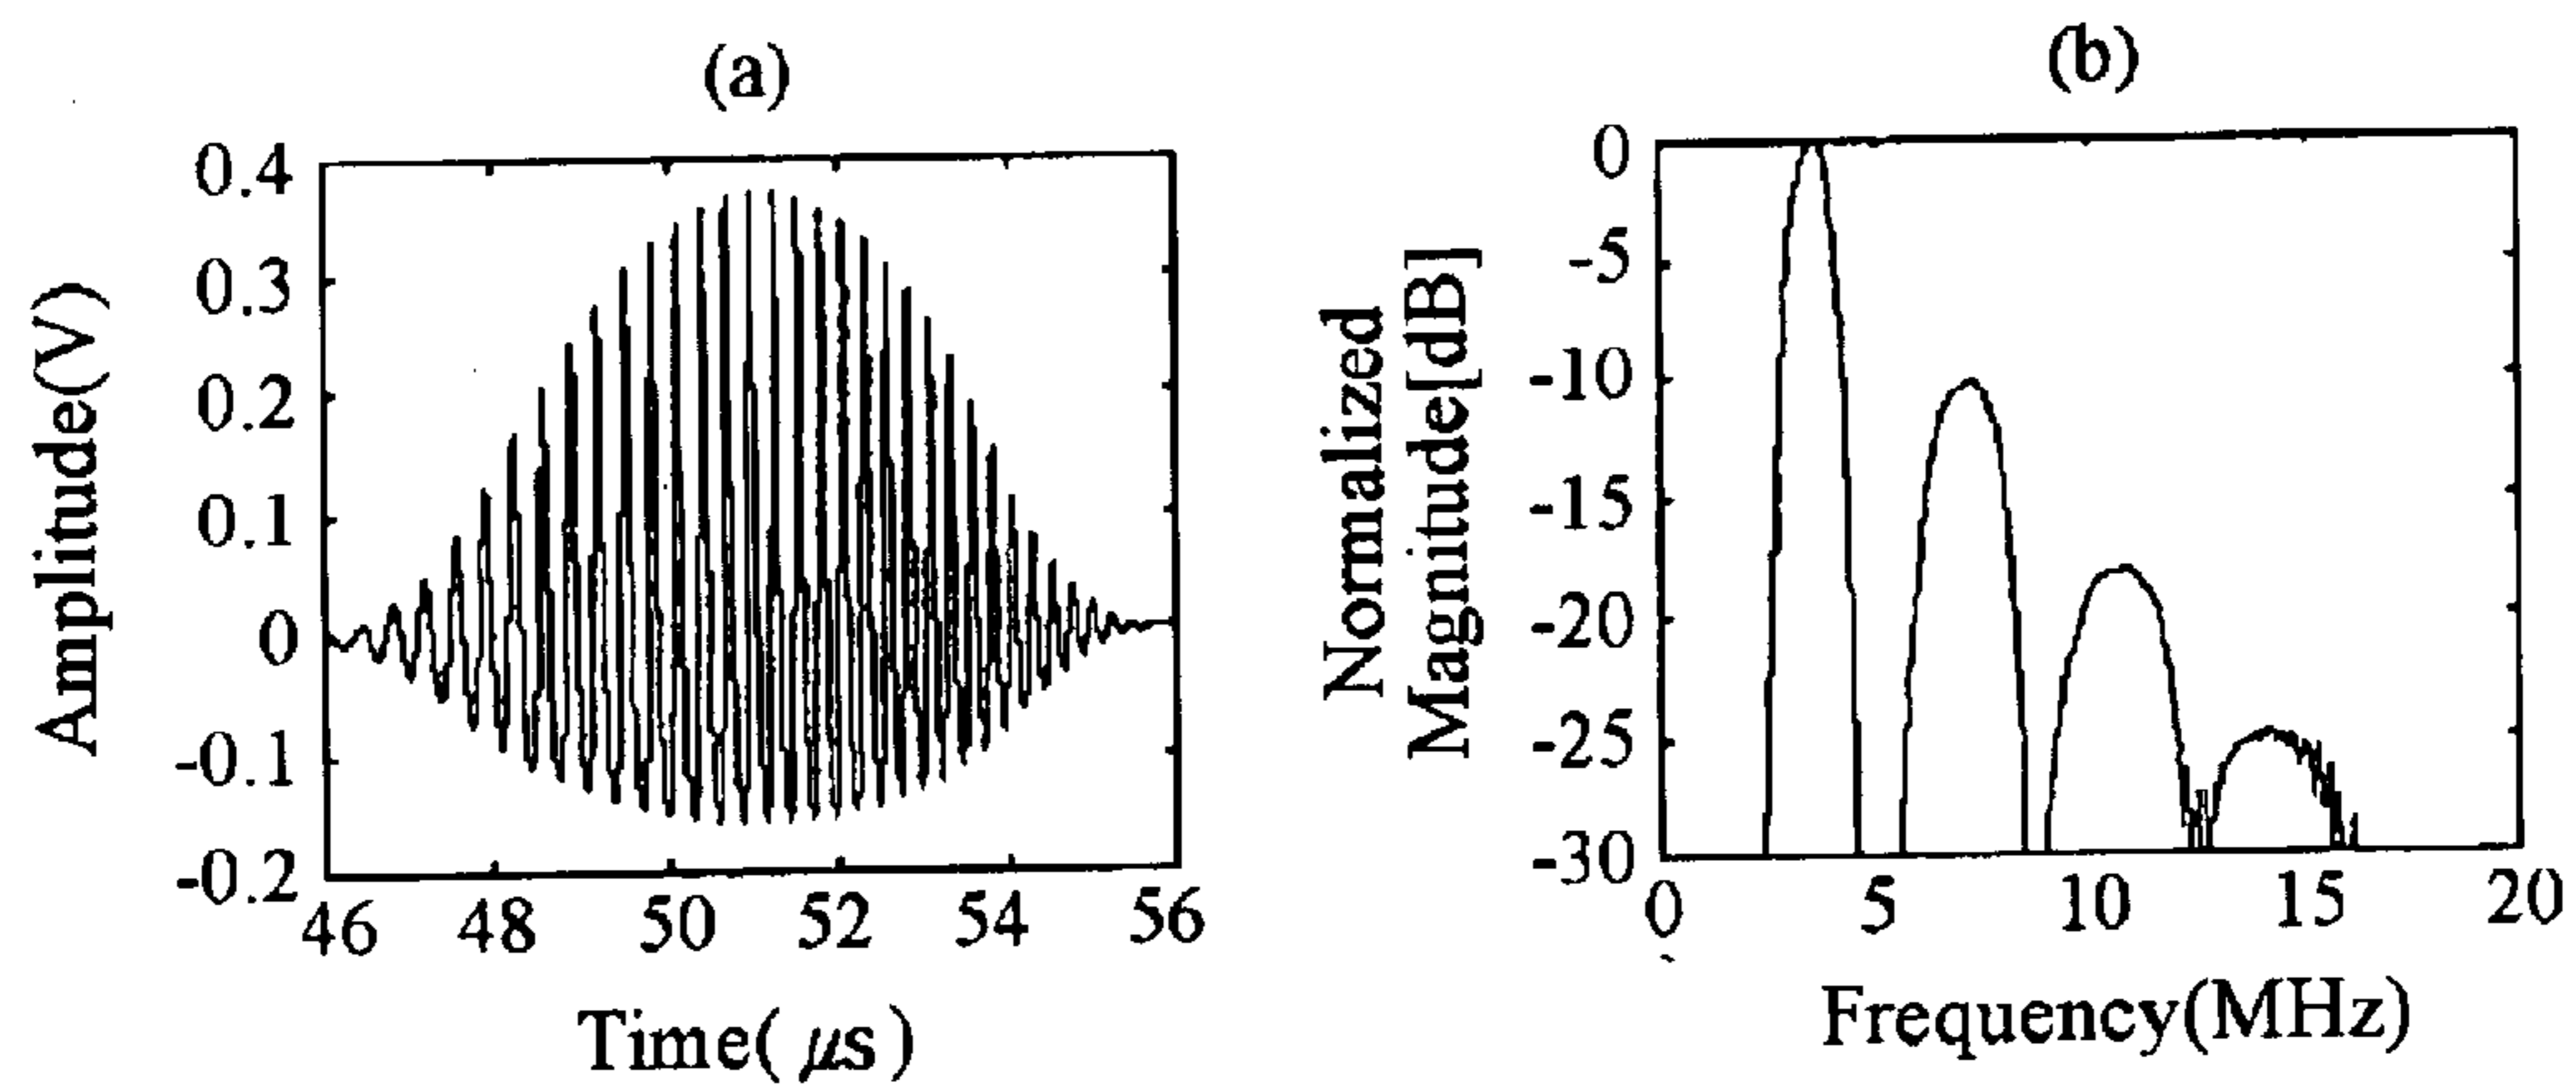 (a)
0.4
0.3
0.2
0.1
0
-0.1
-0.2
Amplitude(V)
46 48 50 52 54 56
Time( μs )
(b)
0
-5
-10
-15
-20
-25
-30
Normalized
Magnitude[dB]
0 5 10 15 20
Frequency(MHz)